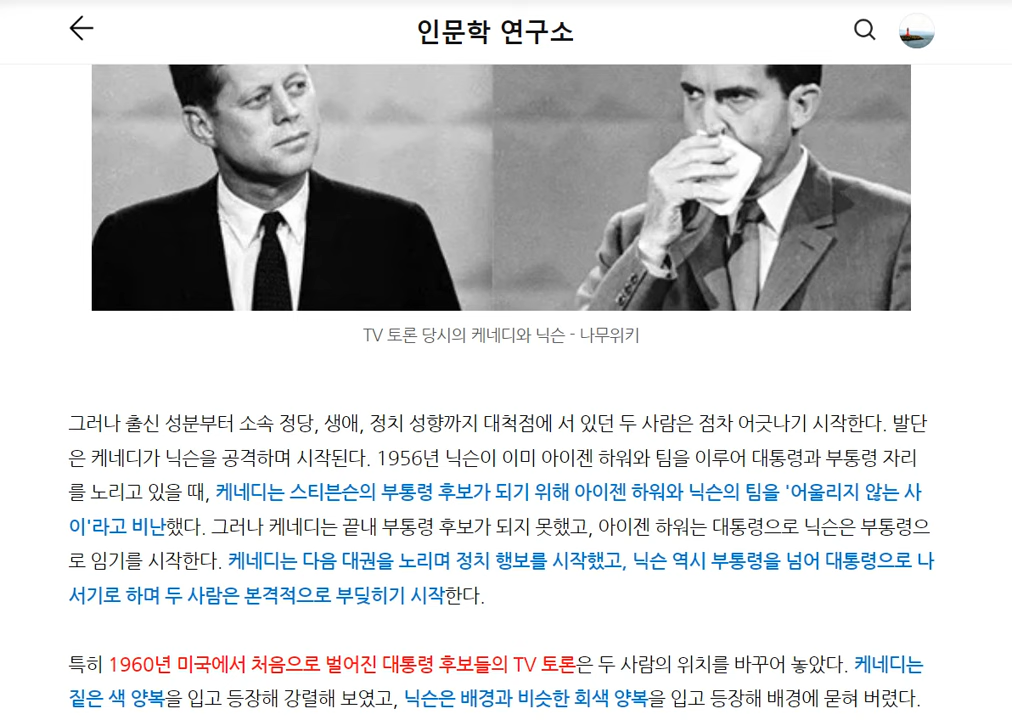 인문학 연구소
TV 토론 당시의 케네디와 닉슨 - 나무위키
그러나 출신 성분부터 소속 정당, 생애, 정치 성향까지 대척점에 서 있던 두 사람은 점차 어긋나기 시작한다. 발단
은 케네디가 닉슨을 공격하며 시작된다. 1956년 닉슨이 이미 아이젠 하워와 팀을 이루어 대통령과 부통령 자리
를 노리고 있을 때, 케네디는 스티븐슨의 부통령 후보가 되기 위해 아이젠 하워와 닉슨의 팀을 '어울리지 않는 사
이'라고 비난했다. 그러나 케네디는 끝내 부통령 후보가 되지 못했고, 아이젠 하워는 대통령으로 닉슨은 부통령으
로 임기를 시작한다. 케네디는 다음 대권을 노리며 정치 행보를 시작했고, 닉슨 역시 부통령을 넘어 대통령으로 나
서기로 하며 두 사람은 본격적으로 부딪히기 시작한다.
특히 1960년 미국에서 처음으로 벌어진 대통령 후보들의 TV 토론은 두 사람의 위치를 바꾸어 놓았다. 케네디는
짙은 색 양복을 입고 등장해 강렬해 보였고, 닉슨은 배경과 비슷한 회색 양복을 입고 등장해 배경에 묻혀 버렸다.